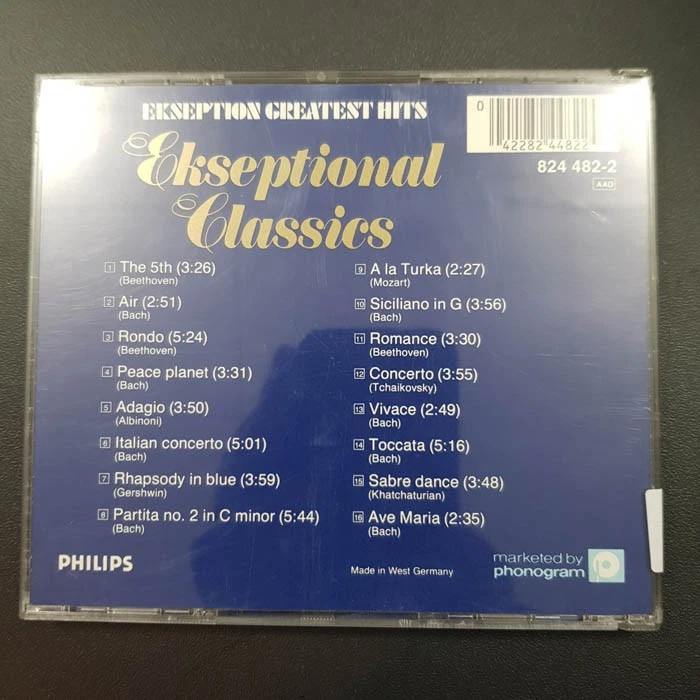 EKSEPTION GREATEST HITS
Ekseptional
Classics
0
42282 44822
824 482-2
AAD
1 The 5th (3:26)
(Beethoven)
2 Air (2:51)
(Bach)
3 Rondo (5:24)
(Beethoven)
4 Peace planet (3:31)
(Bach)
5 Adagio (3:50)
(Albinoni)
6 Italian concerto (5:01)
(Bach)
7 Rhapsody in blue (3:59)
(Gershwin)
8 Partita no. 2 in C minor (5:44)
(Bach)
9 A la Turka (2:27)
(Mozart)
10 Siciliano in G (3:56)
(Bach)
11 Romance (3:30)
(Beethoven)
12 Concerto (3:55)
(Tchaikovsky)
13 Vivace (2:49)
(Bach)
14 Toccata (5:16)
(Bach)
15 Sabre dance (3:48)
(Khatchaturian)
16 Ave Maria (2:35)
(Bach)
PHILIPS
Made in West Germany
marketed by
phonogram